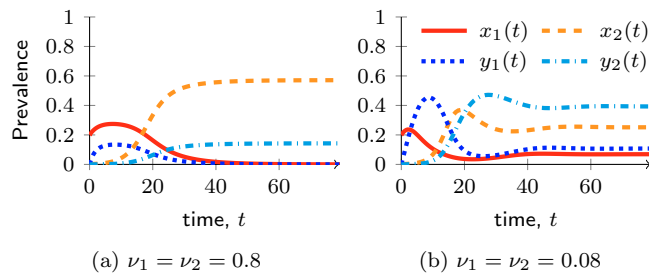 1
0.8
0.6
0.4
0.2
0
0 20 40 60
Prevalence
time, t
(a) ν₁ = ν₂ = 0.8
1
0.8
0.6
0.4
0.2
0
0 20 40 60
x₁(t) x₂(t)
y₁(t) y₂(t)
time, t
(b) ν₁ = ν₂ = 0.08